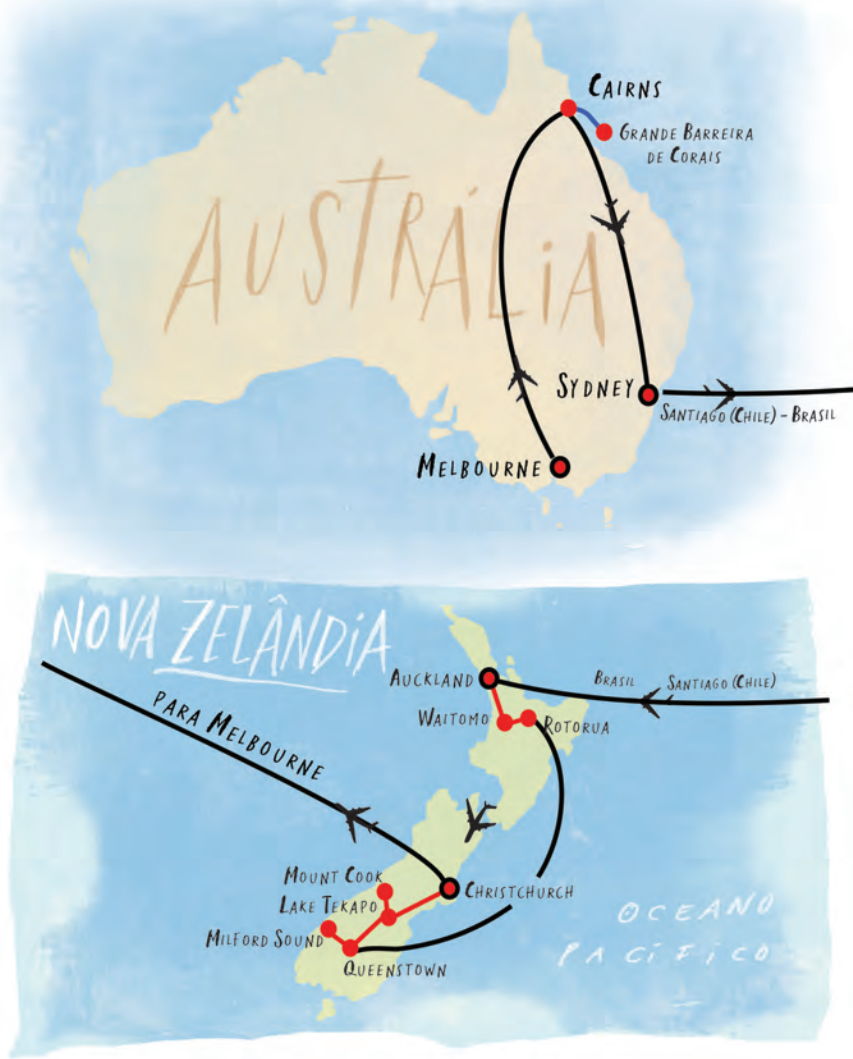 CAIRNS
GRANDE BARREIRA
DE CORAIS
AUSTRÁLIA
SYDNEY
SANTIAGO (CHILE) - BRASIL
MELBOURNE
NOVA ZELÂNDIA
AUCKLAND
BRASIL
SANTIAGO (CHILE)
WAITOMO
ROTORUA
PARA MELBOURNE
MOUNT COOK
CHRISTCHURCH
LAKE TEKAPO
MILFORD SOUND
QUEENSTOWN
OCEANO
PACÍFICO